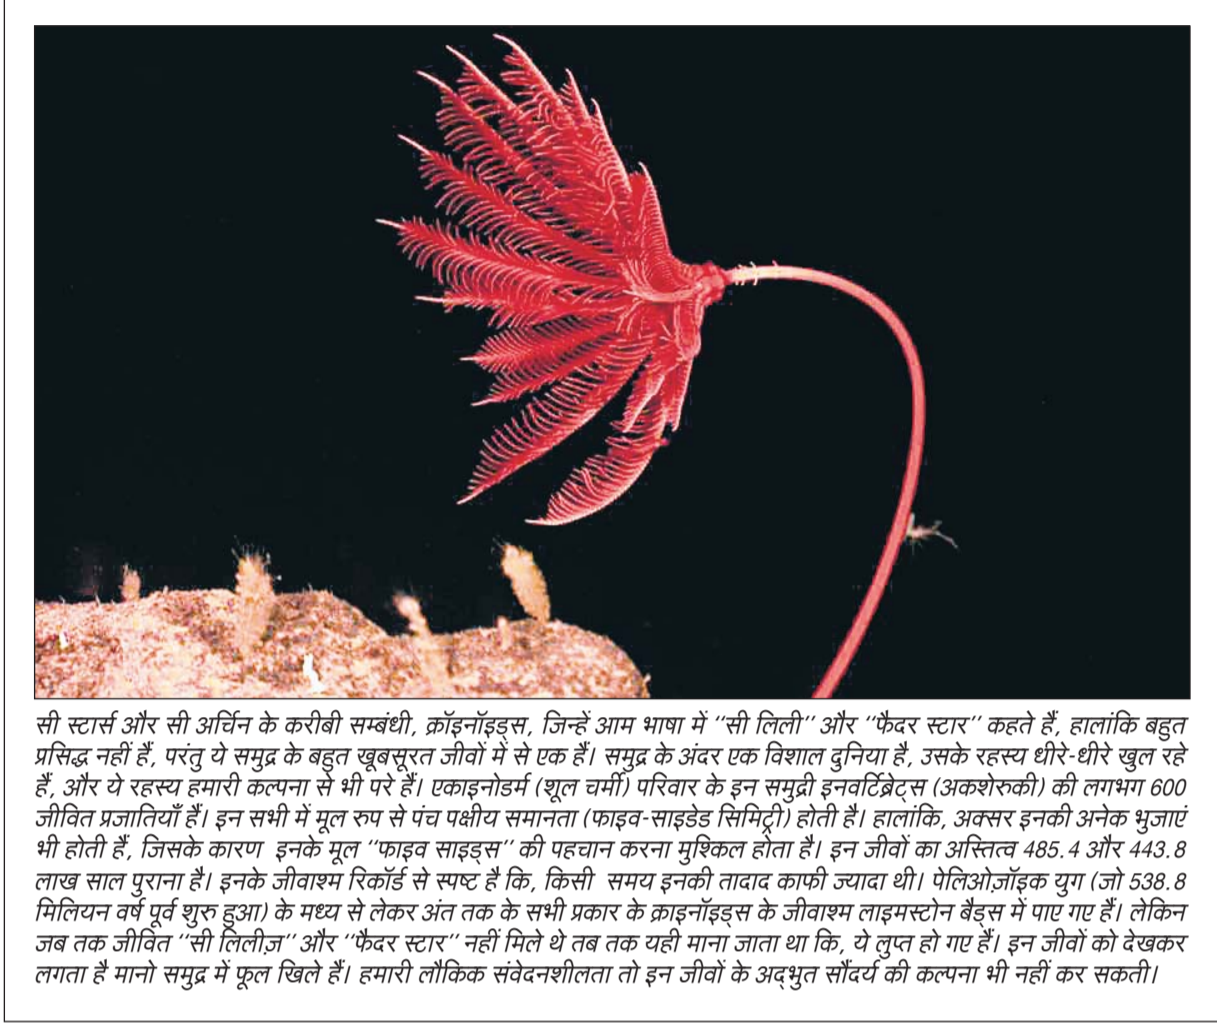 सी स्टार्स और सी अर्चिन के करीबी सम्बंधी, क्रॉइनॉइड्स, जिन्हें आम भाषा में ''सी लिली'' और ''फैदर स्टार'' कहते हैं, हालांकि बहुत
प्रसिद्ध नहीं हैं, परंतु ये समुद्र के बहुत खूबसूरत जीवों में से एक हैं। समुद्र के अंदर एक विशाल दुनिया है, उसके रहस्य धीरे-धीरे खुल रहे
हैं, और ये रहस्य हमारी कल्पना से भी परे हैं। एकाइनोडर्म (शूल चर्मी) परिवार के इन समुद्री इनवर्टिब्रेट्स (अकशेरुकी) की लगभग 600
जीवित प्रजातियाँ हैं। इन सभी में मूल रुप से पंच पक्षीय समानता (फाइव-साइडेड सिमिट्री) होती है। हालांकि, अक्सर इनकी अनेक भुजाएं
भी होती हैं, जिसके कारण इनके मूल ''फाइव साइड्स'' की पहचान करना मुश्किल होता है। इन जीवों का अस्तित्व 485.4 और 443.8
लाख साल पुराना है। इनके जीवाश्म रिकॉर्ड से स्पष्ट है कि, किसी समय इनकी तादाद काफी ज्यादा थी। पेलिओज़ॉइक युग (जो 538.8
मिलियन वर्ष पूर्व शुरु हुआ) के मध्य से लेकर अंत तक के सभी प्रकार के क्राइनॉइड्स के जीवाश्म लाइमस्टोन बैड्स में पाए गए हैं। लेकिन
जब तक जीवित ''सी लिलीज़'' और ''फैदर स्टार'' नहीं मिले थे तब तक यही माना जाता था कि, ये लुप्त हो गए हैं। इन जीवों को देखकर
लगता है मानो समुद्र में फूल खिले हैं। हमारी लौकिक संवेदनशीलता तो इन जीवों के अद्‌भुत सौंदर्य की कल्पना भी नहीं कर सकती।